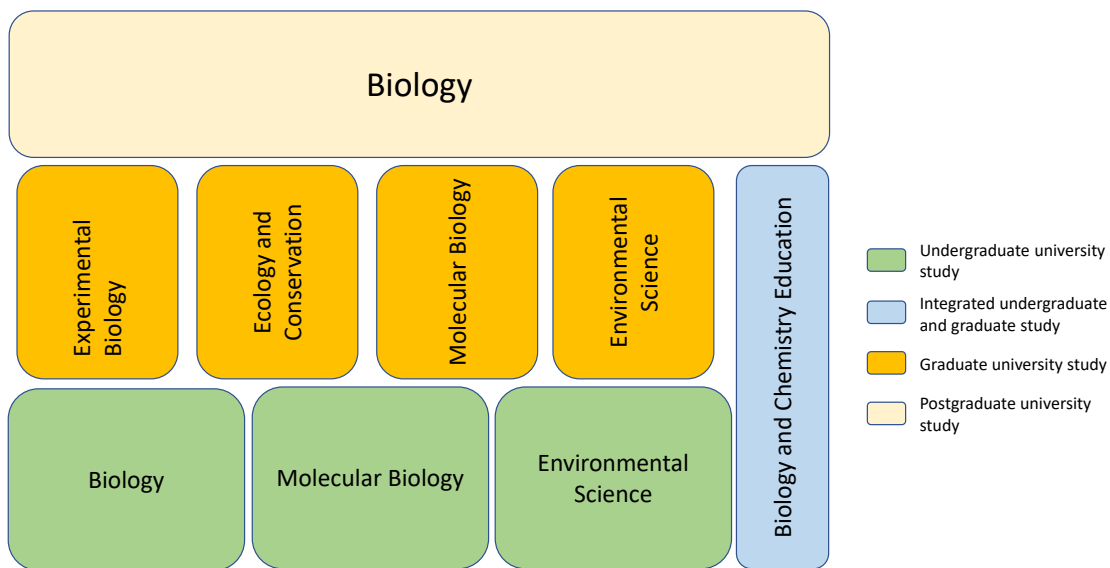 Biology
Experimental
Biology
Ecology and
Conservation
Molecular Biology
Environmental
Science
Biology and Chemistry Education
Biology
Molecular Biology
Environmental
Science
Undergraduate university
study
Integrated undergraduate
and graduate study
Graduate university study
Postgraduate university
study